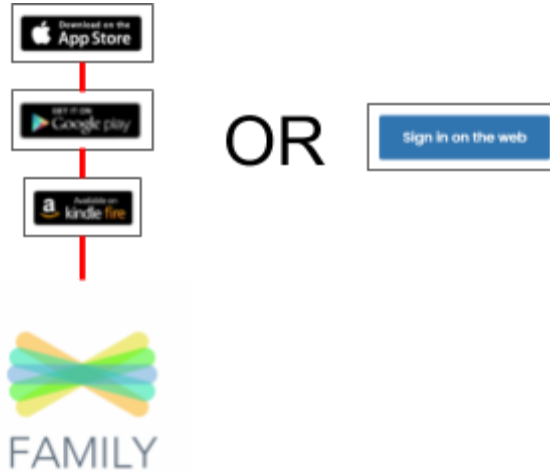 Download on the
App Store
GET IT ON
Google play
Available on
a kindle fire
OR
Sign in on the web
FAMILY